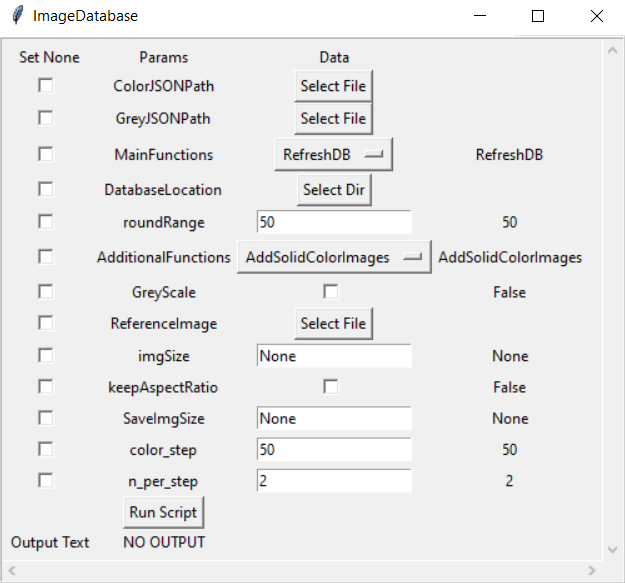 ImageDatabase
Set None Params Data
ColorJSONPath Select File
GreyJSONPath Select File
MainFunctions RefreshDB RefreshDB
DatabaseLocation Select Dir
roundRange 50 50
AdditionalFunctions AddSolidColorImages AddSolidColorImages
GreyScale False
ReferenceImage Select File
imgSize None None
keepAspectRatio False
SaveImgSize None None
color_step 50 50
n_per_step 2 2
Run Script
Output Text NO OUTPUT